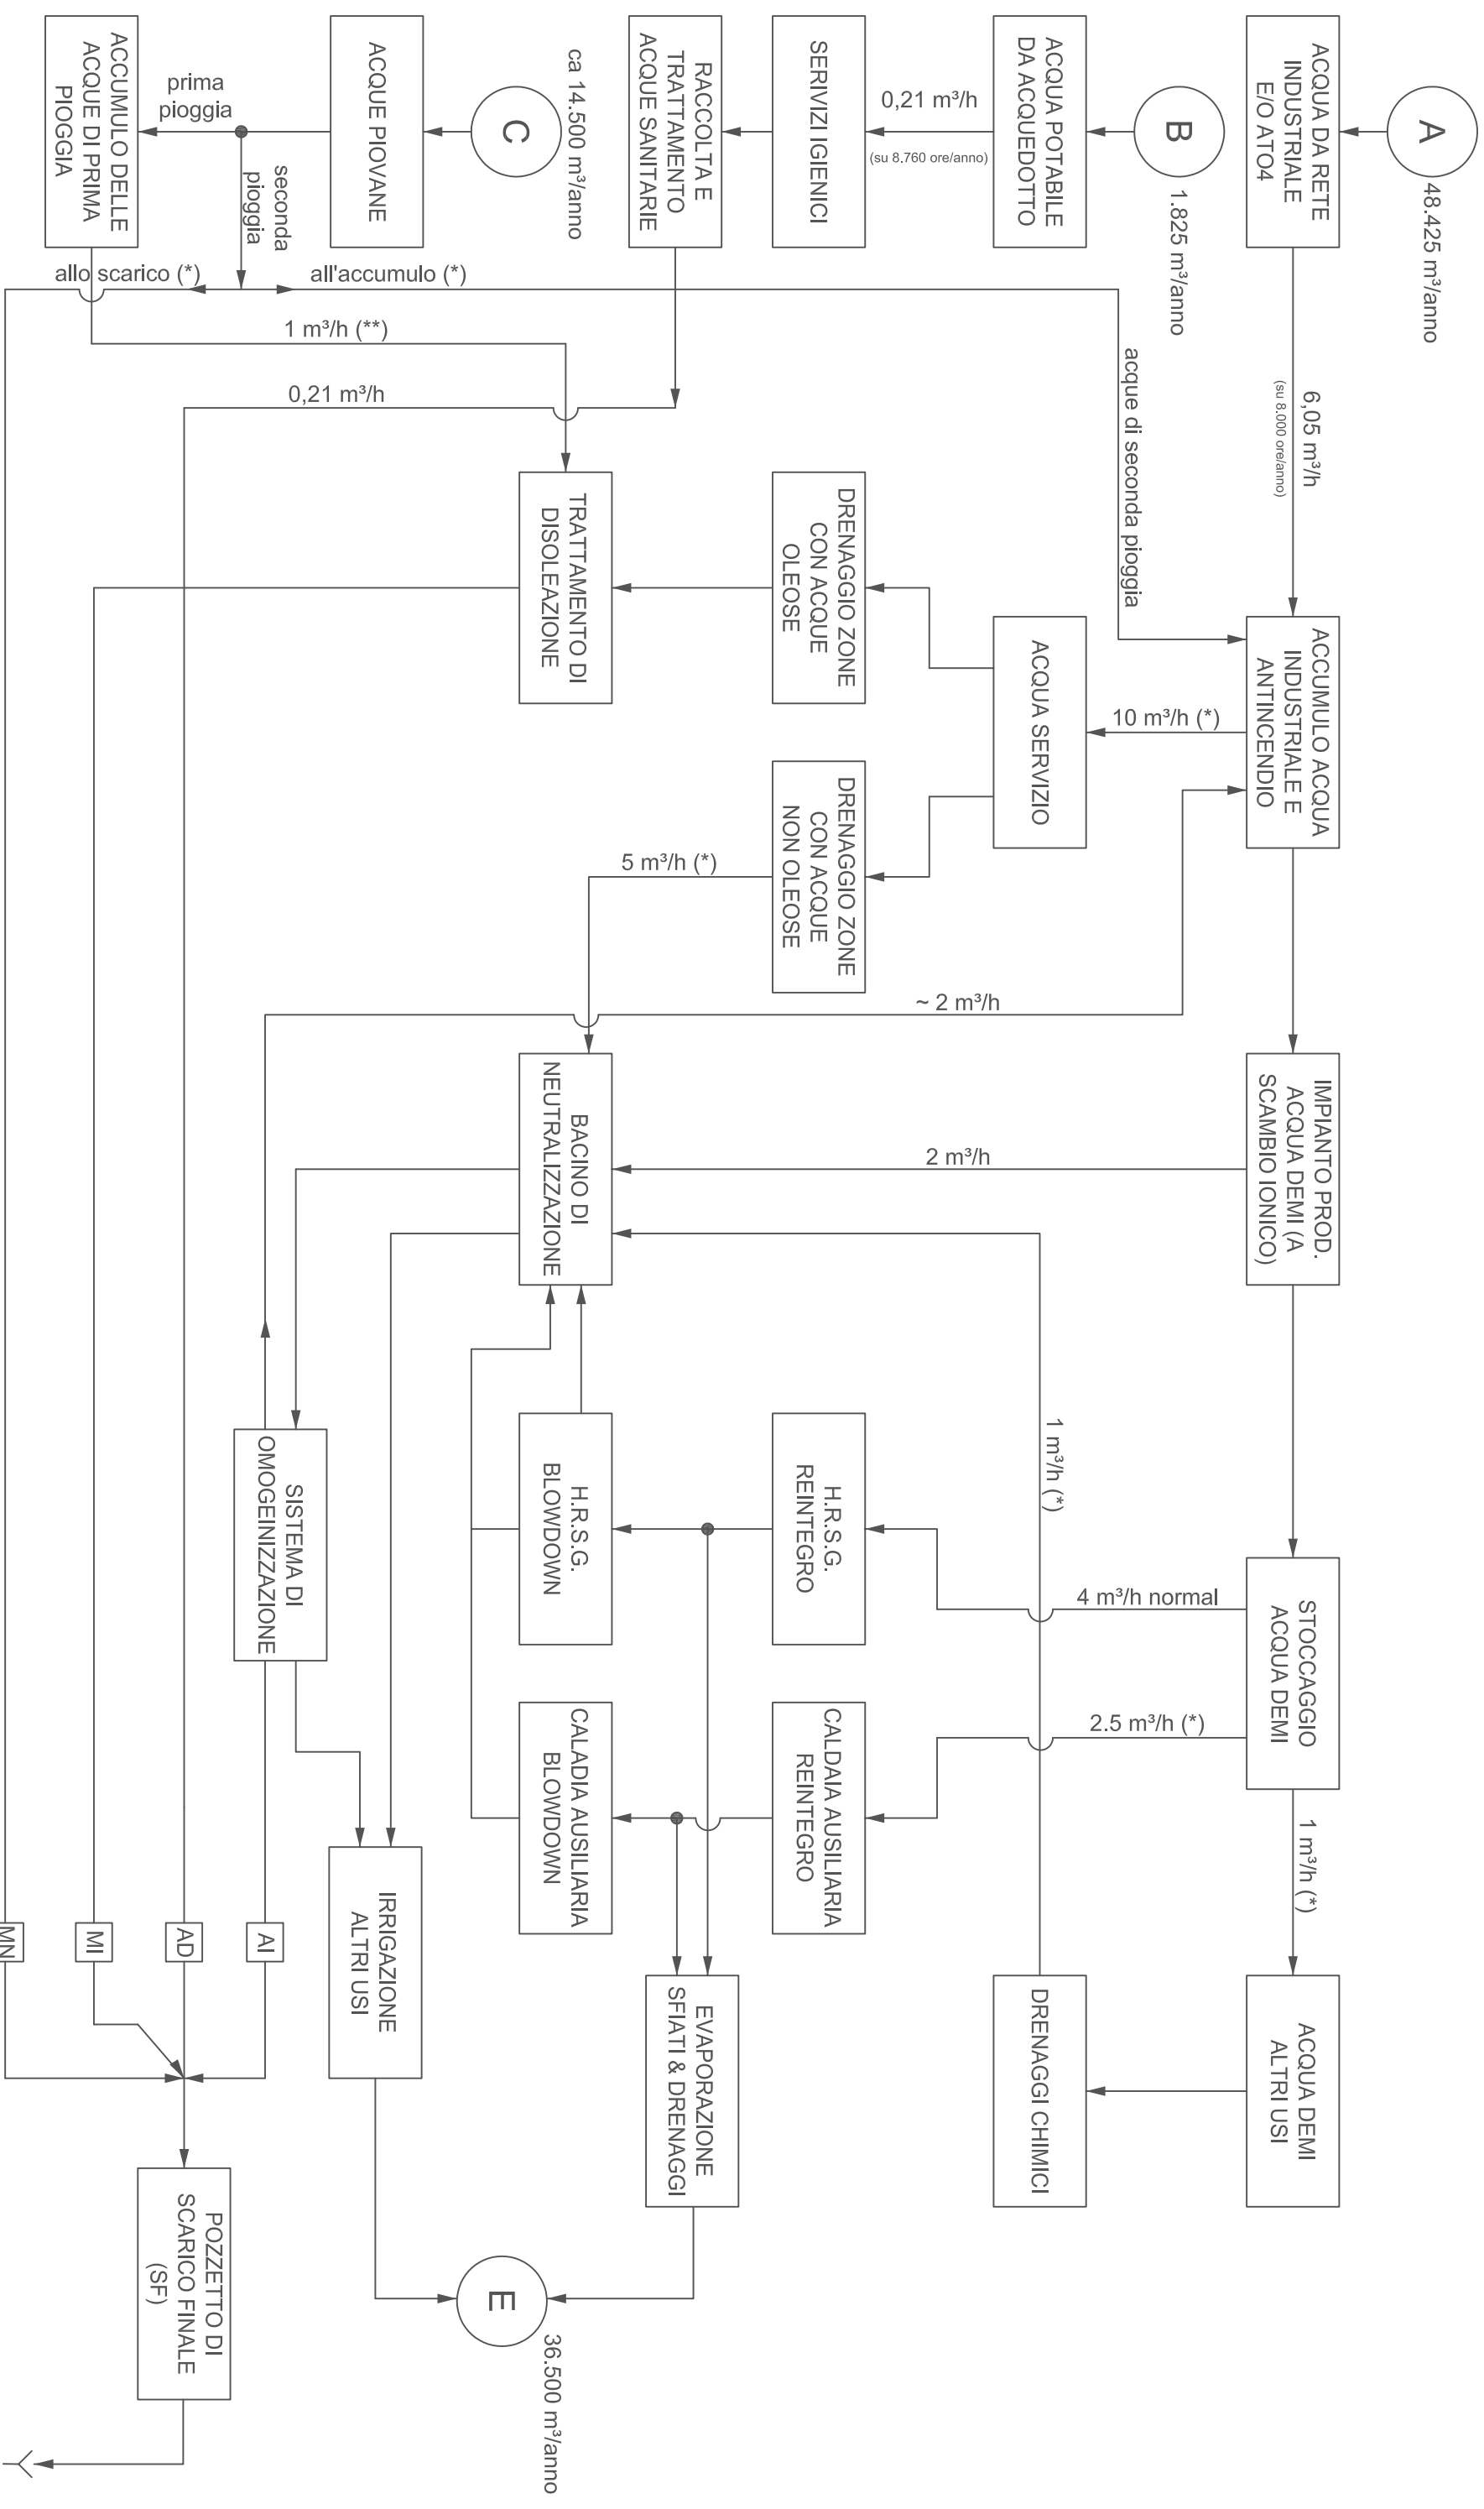 A
48.425 m³/anno
ACQUA DA RETE
INDUSTRIALE
E/O ATO4
6,05 m³/h
(su 8.000 ore/anno)
ACCUMULO ACQUA
INDUSTRIALE E
ANTINCENDIO
IMPIANTO PROD.
ACQUA DEMI (A
SCAMBIO IONICO)
STOCCAGGIO
ACQUA DEMI
1 m³/h (*)
ACQUA DEMI
ALTRI USI
B
1.825 m³/anno
ACQUA POTABILE
DA ACQUEDOTTO
acque di seconda pioggia
10 m³/h (*)
ACQUA SERVIZIO
1 m³/h (*)
4 m³/h normal
2.5 m³/h (*)
DRENAGGI CHIMICI
0,21 m³/h
(su 8.760 ore/anno)
SERIVIZI IGIENICI
DRENAGGIO ZONE
CON ACQUE
OLEOSE
DRENAGGIO ZONE
CON ACQUE
NON OLEOSE
~ 2 m³/h
2 m³/h
H.R.S.G.
REINTEGRO
CALDAIA AUSILIARIA
REINTEGRO
RACCOLTA E
TRATTAMENTO
ACQUE SANITARIE
5 m³/h (*)
EVAPORAZIONE
SFIATI & DRENAGGI
ca 14.500 m³/anno
C
TRATTAMENTO DI
DISOLEAZIONE
BACINO DI
NEUTRALIZZAZIONE
H.R.S.G.
BLOWDOWN
CALADIA AUSILIARIA
BLOWDOWN
E
36.500 m³/anno
ACQUE PIOVANE
all'accumulo (*)
1 m³/h (**)
0,21 m³/h
IRRIGAZIONE
ALTRI USI
seconda
pioggia
SISTEMA DI
OMOGEINIZZAZIONE
AI
prima
pioggia
allo scarico (*)
AD
POZZETTO DI
SCARICO FINALE
(SF)
ACCUMULO DELLE
ACQUE DI PRIMA
PIOGGIA
MI
MN